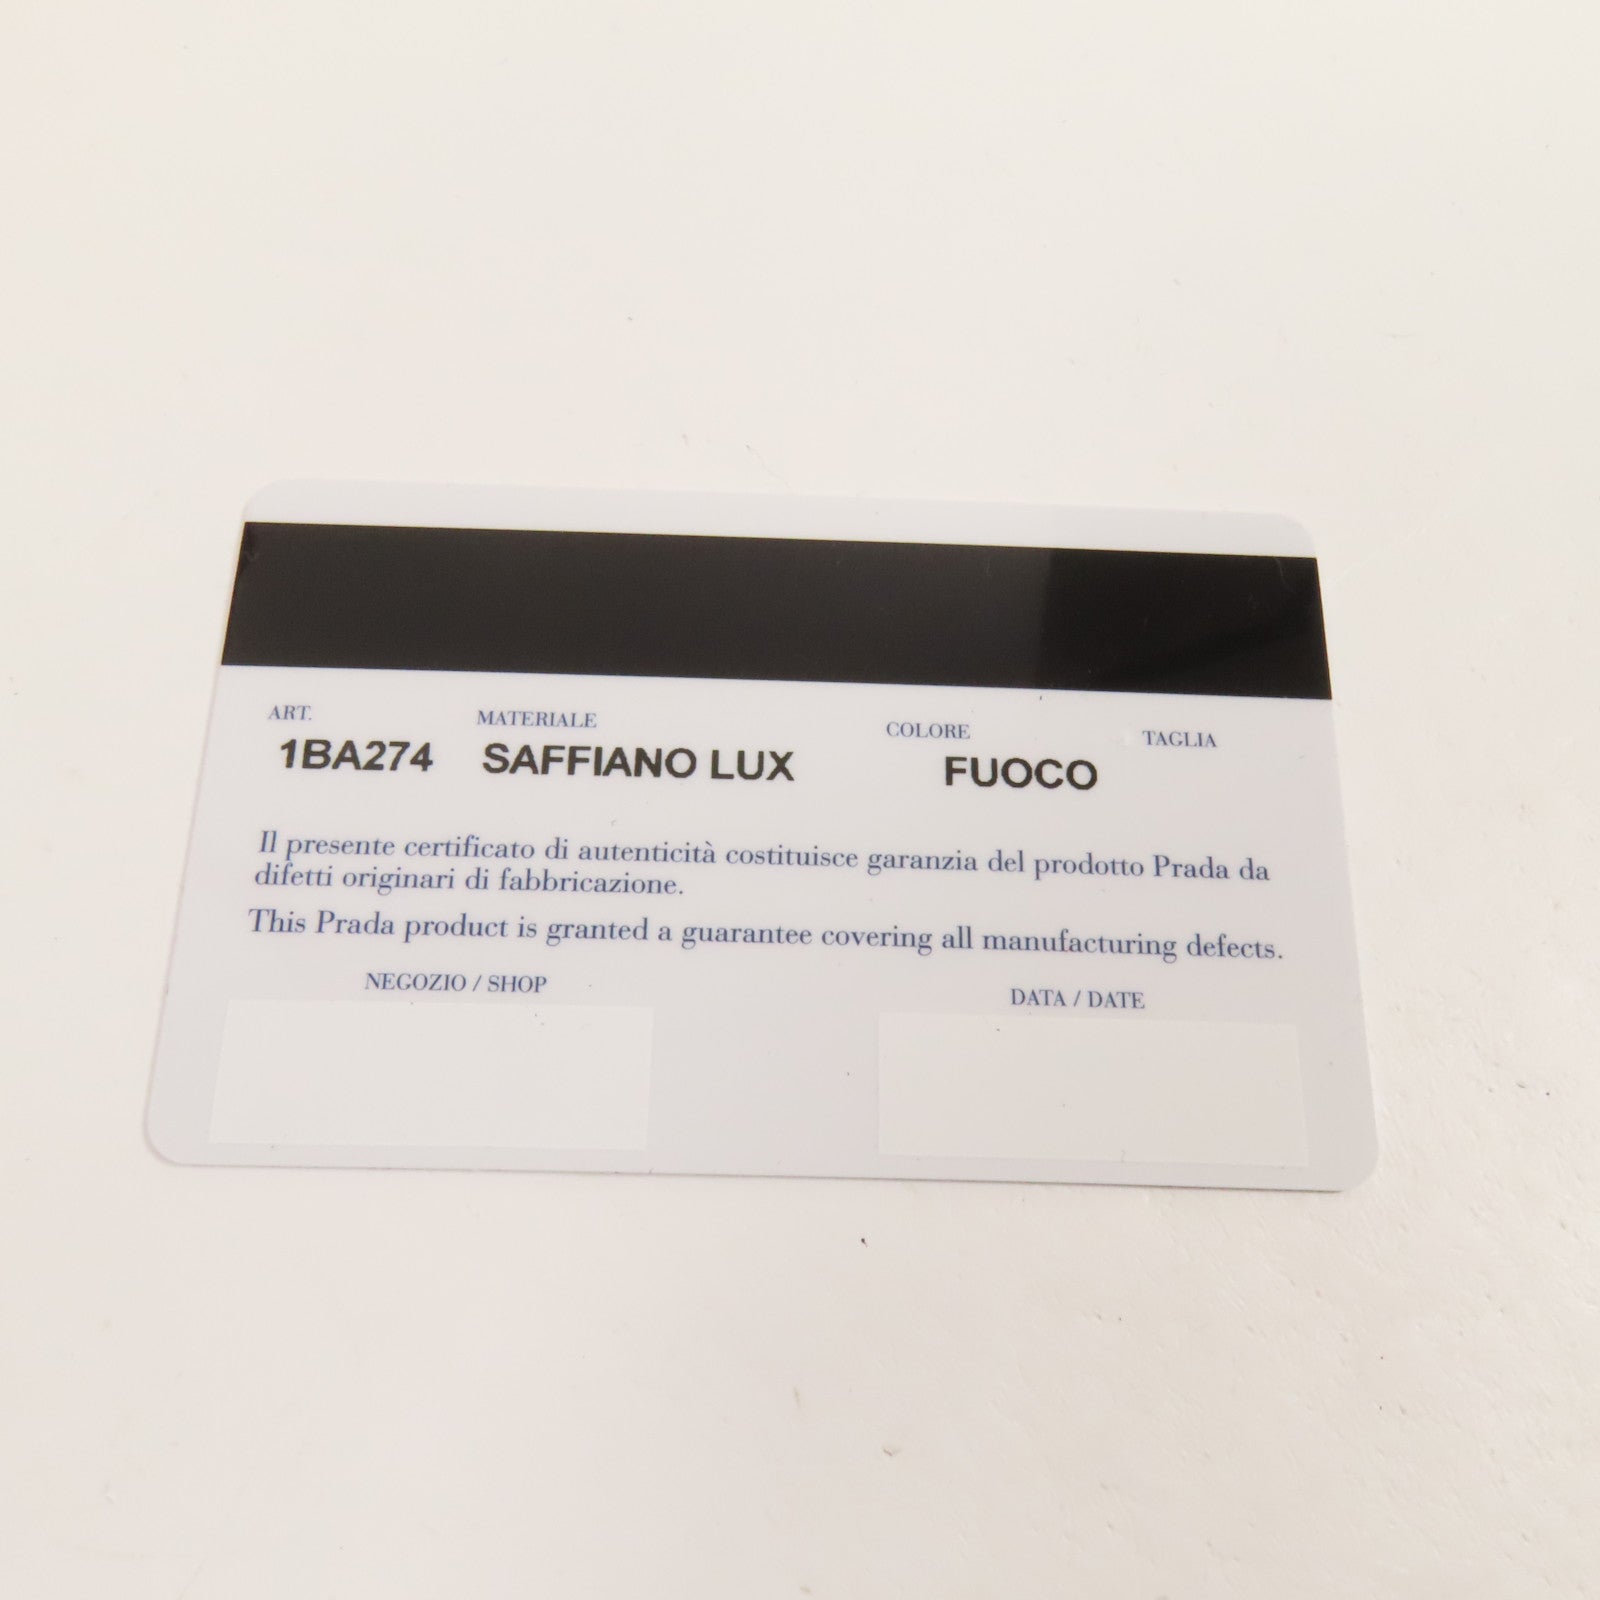 ART. MATERIALE COLORE TAGLIA
1BA274 SAFFIANO LUX FUOCO
Il presente certificato di autenticità costituisce garanzia del prodotto Prada da
difetti originari di fabbricazione.
This Prada product is granted a guarantee covering all manufacturing defects.
NEGOZIO / SHOP DATA / DATE